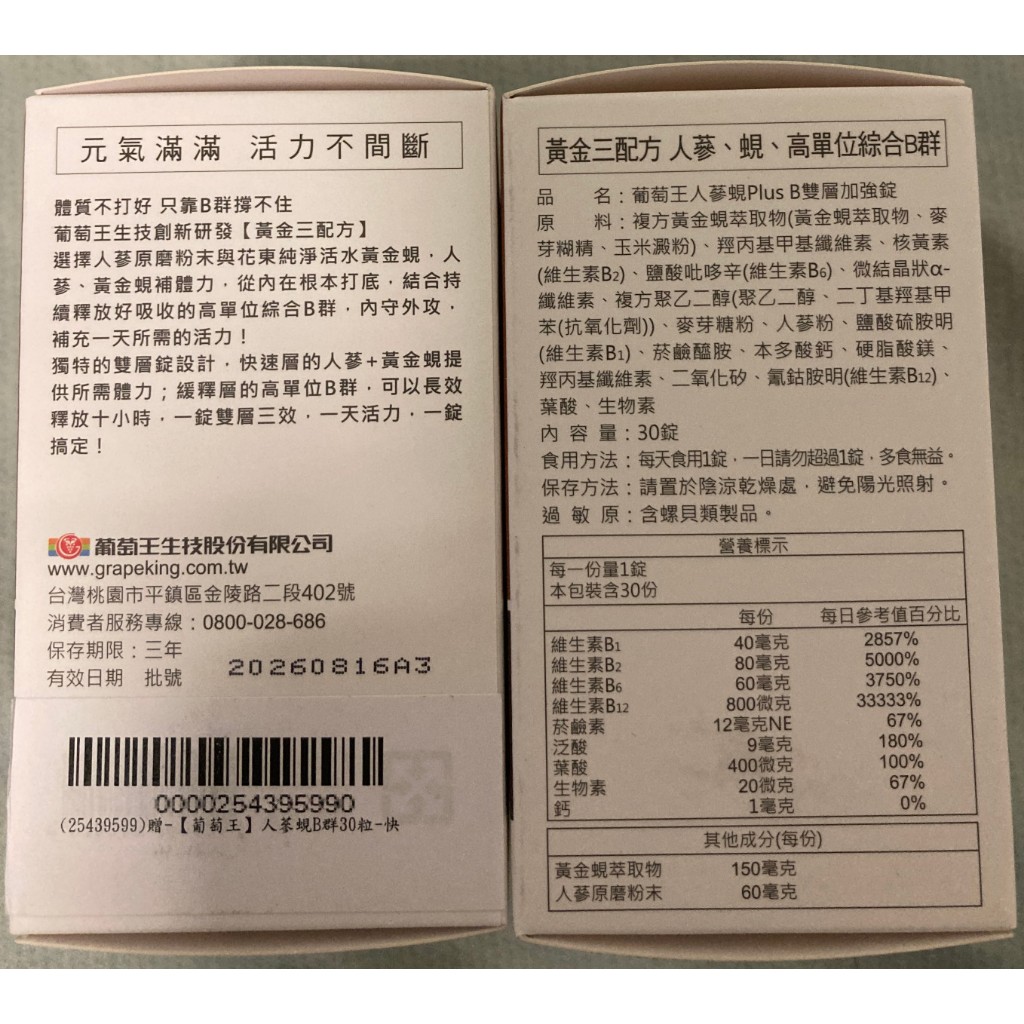 元氣滿滿 活力不間斷
體質不打好 只靠B群撐不住
葡萄王生技創新研發【黃金三配方】
選擇人蔘原磨粉末與花東純淨活水黃金蜆，人
蔘、黃金蜆補體力，從內在根本打底，結合持
續釋放好吸收的高單位綜合B群，內守外攻，
補充一天所需的活力！
獨特的雙層錠設計，快速層的人蔘+黃金蜆提
供所需體力；緩釋層的高單位B群，可以長效
釋放十小時，一錠雙層三效，一天活力，一錠
搞定！
葡萄王生技股份有限公司
www.grapeking.com.tw
台灣桃園市平鎮區金陵路二段402號
消費者服務專線：0800-028-686
保存期限：三年
有效日期 批號 20260816A3
0000254395990
(25439599)贈-【葡萄王】人蔘蜆B群30粒-快
黃金三配方 人蔘、蜆、高單位綜合B群
品 名：葡萄王人蔘蜆Plus B雙層加強錠
原 料：複方黃金蜆萃取物(黃金蜆萃取物、麥
芽糊精、玉米澱粉)、羥丙基甲基纖維素、核黃素
(維生素B2)、鹽酸吡哆辛(維生素B6)、微結晶狀α-
纖維素、複方聚乙二醇(聚乙二醇、二丁基羥基甲
苯(抗氧化劑))、麥芽糖粉、人蔘粉、鹽酸硫胺明
(維生素B1)、菸鹼醯胺、本多酸鈣、硬脂酸鎂、
羥丙基纖維素、二氧化矽、氰鈷胺明(維生素B12)、
葉酸、生物素
內 容 量：30錠
食用方法：每天食用1錠，一日請勿超過1錠，多食無益。
保存方法：請置於陰涼乾燥處，避免陽光照射。
過 敏 原：含螺貝類製品。
營養標示
每一份量1錠
本包裝含30份
每份 每日參考值百分比
維生素B1 40毫克 2857%
維生素B2 80毫克 5000%
維生素B6 60毫克 3750%
維生素B12 800微克 33333%
菸鹼素 12毫克NE 67%
泛酸 9毫克 180%
葉酸 400微克 100%
生物素 20微克 67%
鈣 1毫克 0%
其他成分(每份)
黃金蜆萃取物 150毫克
人蔘原磨粉末 60毫克